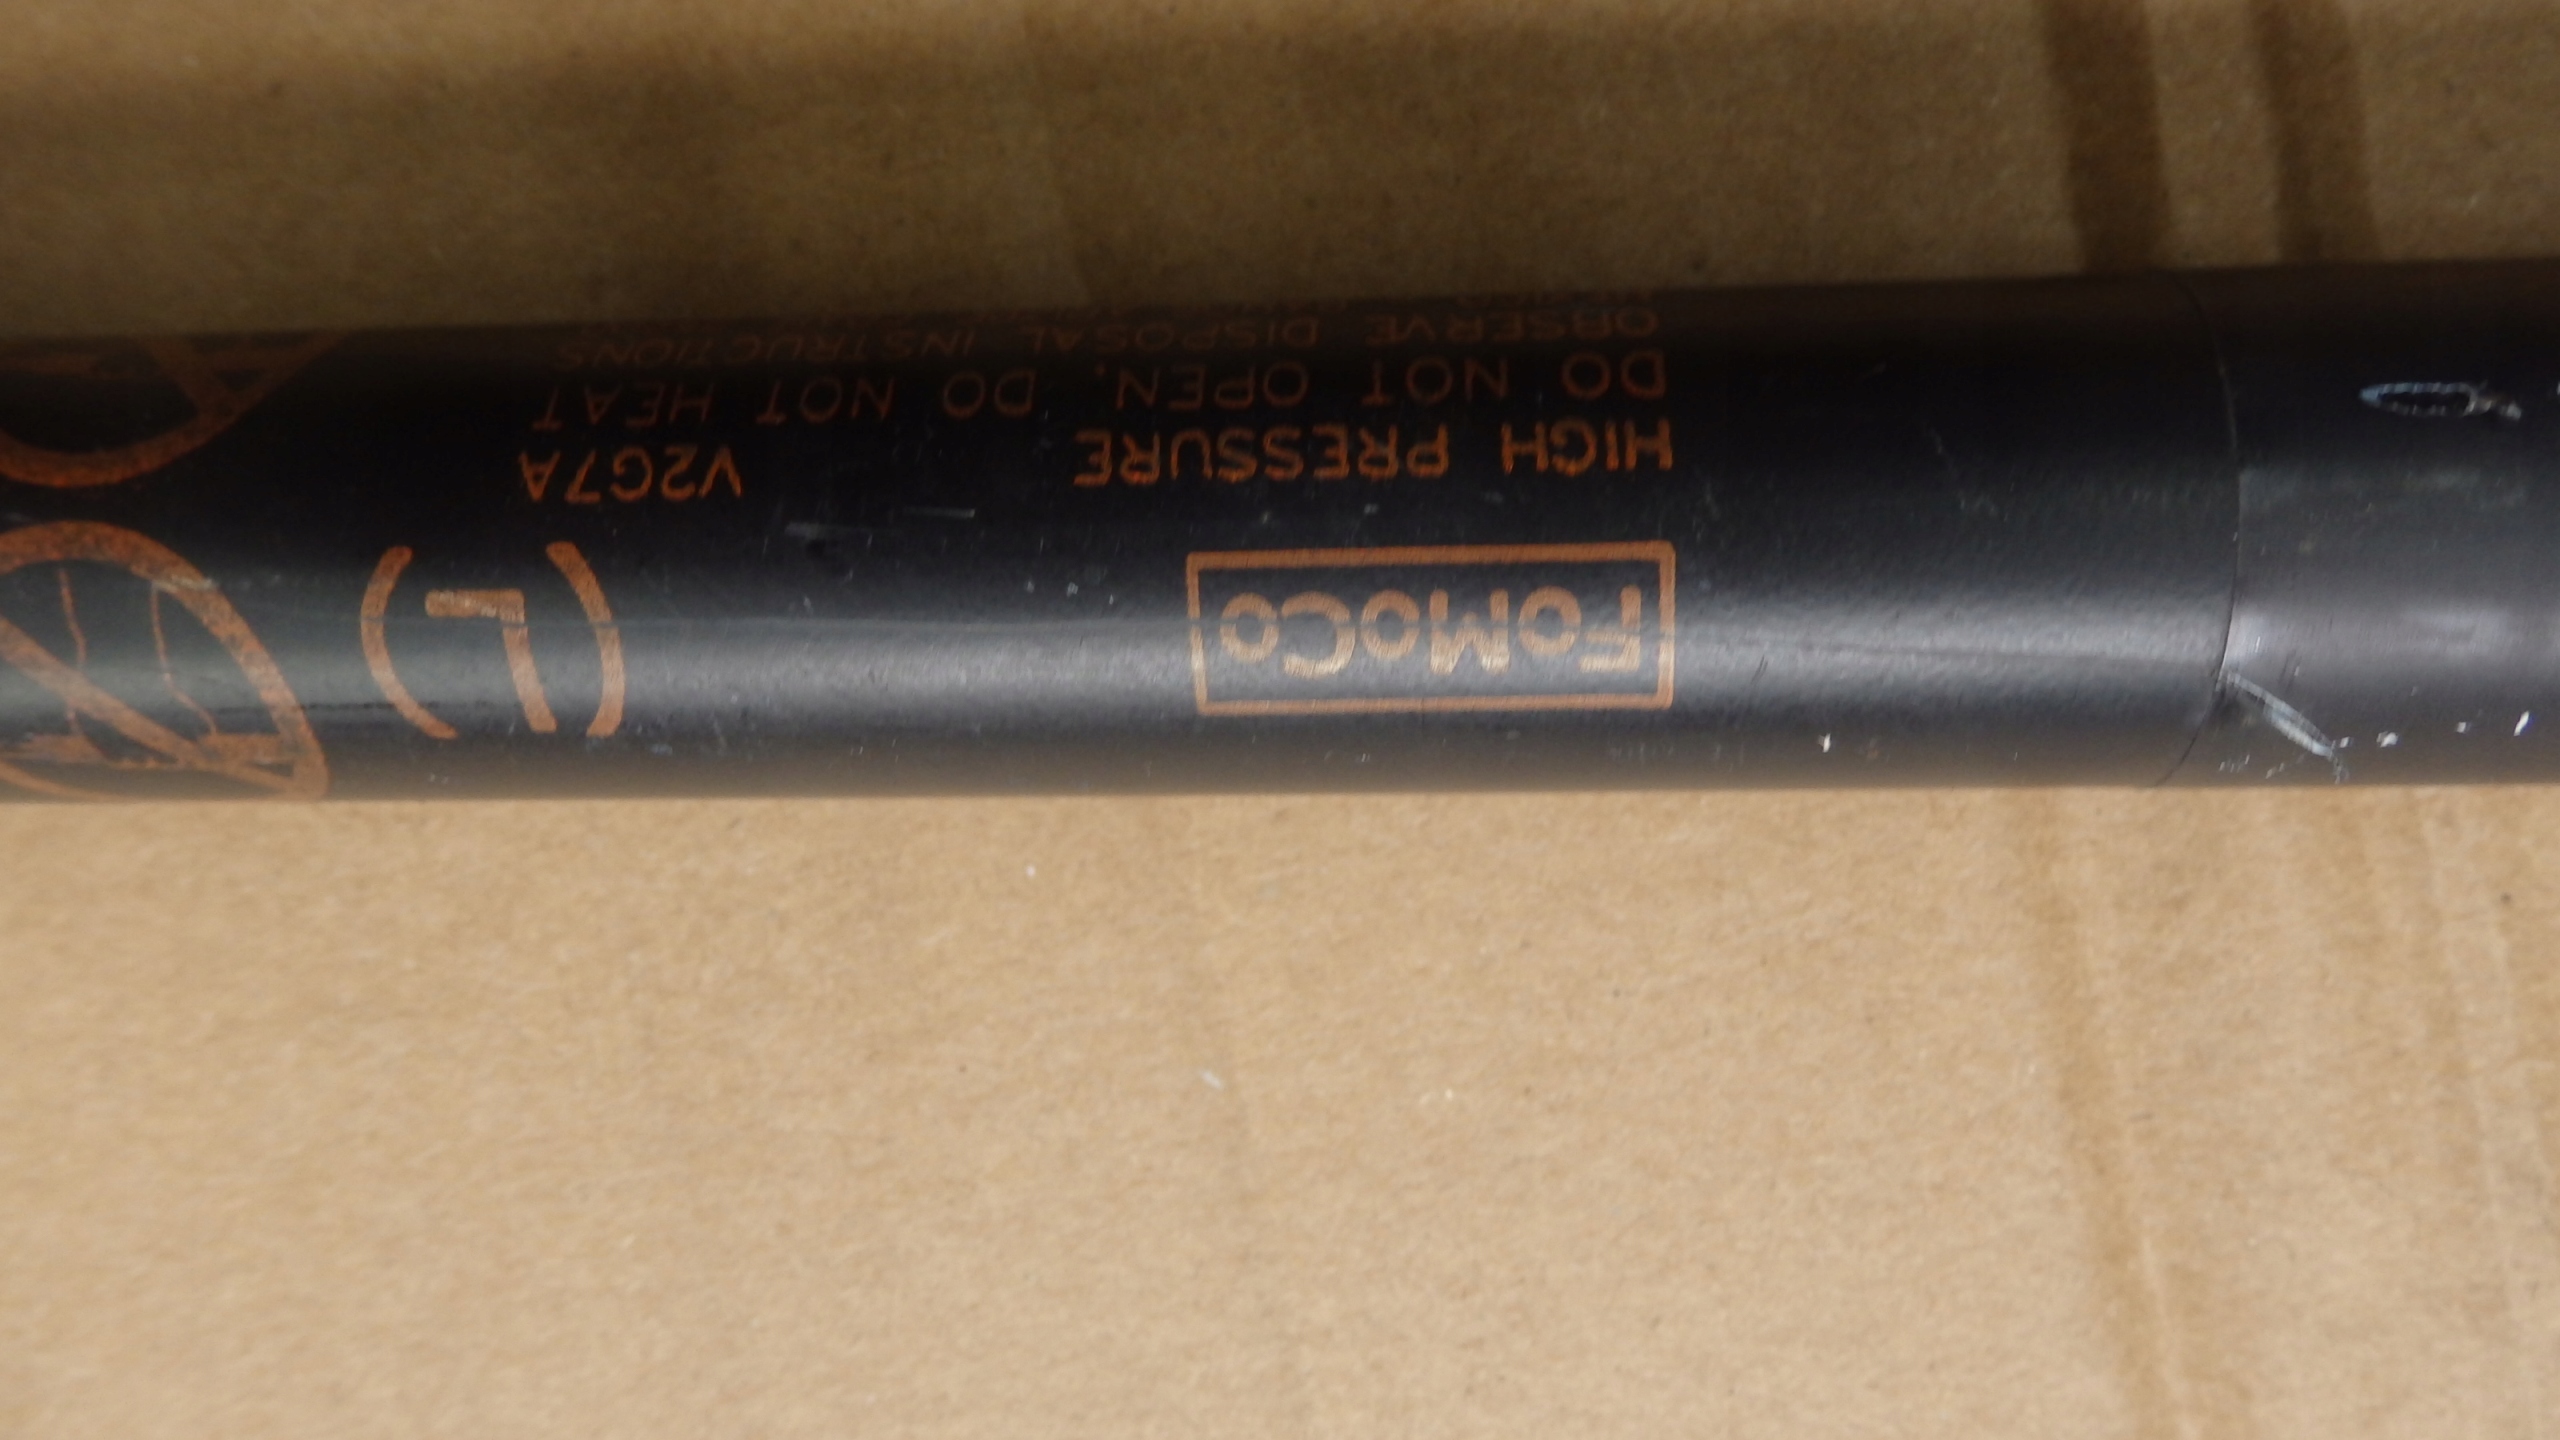 FoMoCo (L)
HIGH PRESSURE V2G7A
DO NOT OPEN. DO NOT HEAT
OBSERVE DISPOSAL INSTRUCTIONS